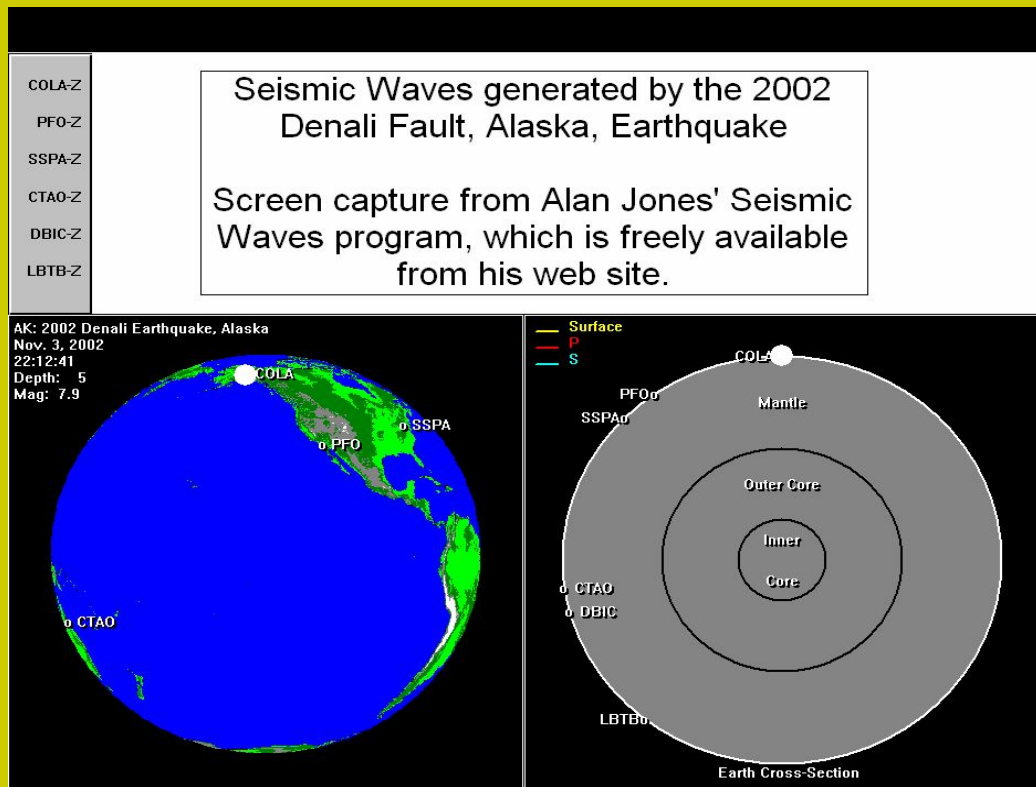 COLA-Z
PFO-Z
SSPA-Z
CTAO-Z
DBIC-Z
LBTB-Z
Seismic Waves generated by the 2002
Denali Fault, Alaska, Earthquake
Screen capture from Alan Jones' Seismic
Waves program, which is freely available
from his web site.
AK: 2002 Denali Earthquake, Alaska
Nov. 3, 2002
22:12:41
Depth: 5
Mag: 7.9
COLA
SSPA
PFO
CTAO
Surface
P
S
COLA
PFO
SSPA
Mantle
Outer Core
Inner
Core
CTAO
DBIC
LBTB
Earth Cross-Section